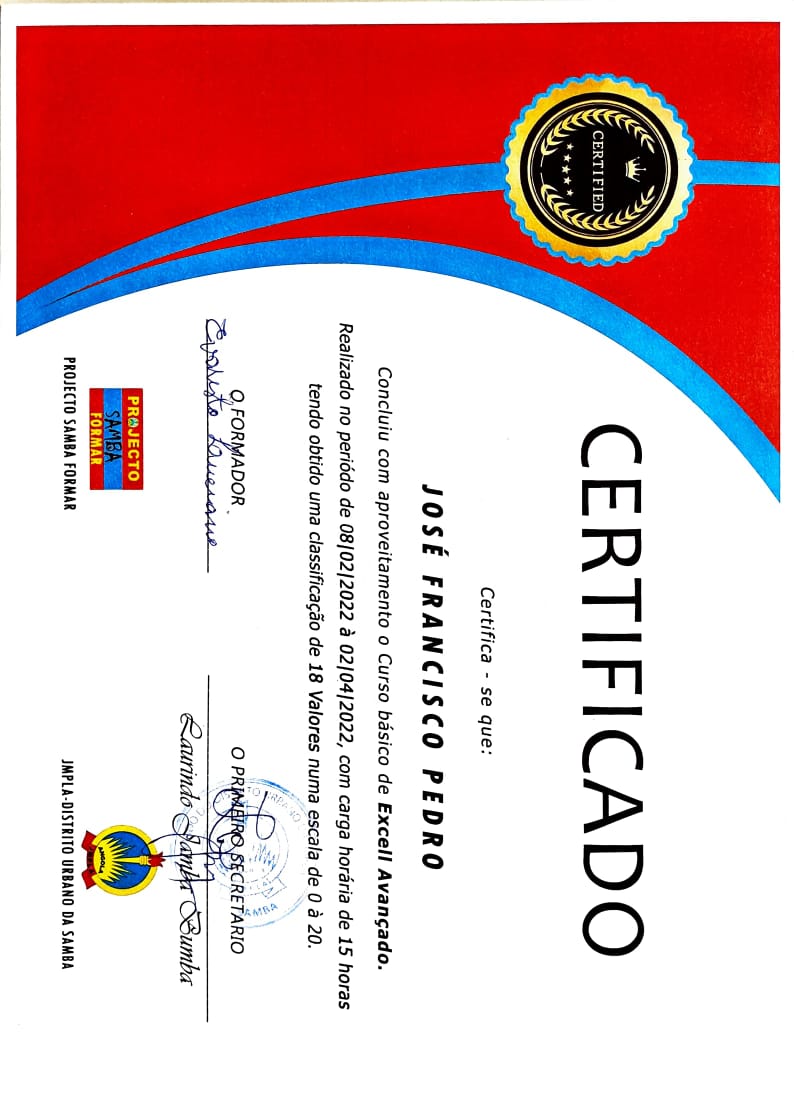 CERTIFIED
CERTIFICADO
Certifica - se que:
JOSÉ FRANCISCO PEDRO
Concluiu com aproveitamento o Curso básico de Excell Avançado.
Realizado no periódo de 08|02|2022 à 02|04|2022, com carga horária de 15 horas
tendo obtido uma classificação de 18 Valores numa escala de 0 à 20.
O FORMADOR
Evaristo
O PRIMEIRO SECRETARIO
SAMBA
Laurindo Jamba Bumba
PROJECTO
SAMBA
FORMAR
PROJECTO SAMBA FORMAR
ANGOLA
JMPLA-DISTRITO URBANO DA SAMBA